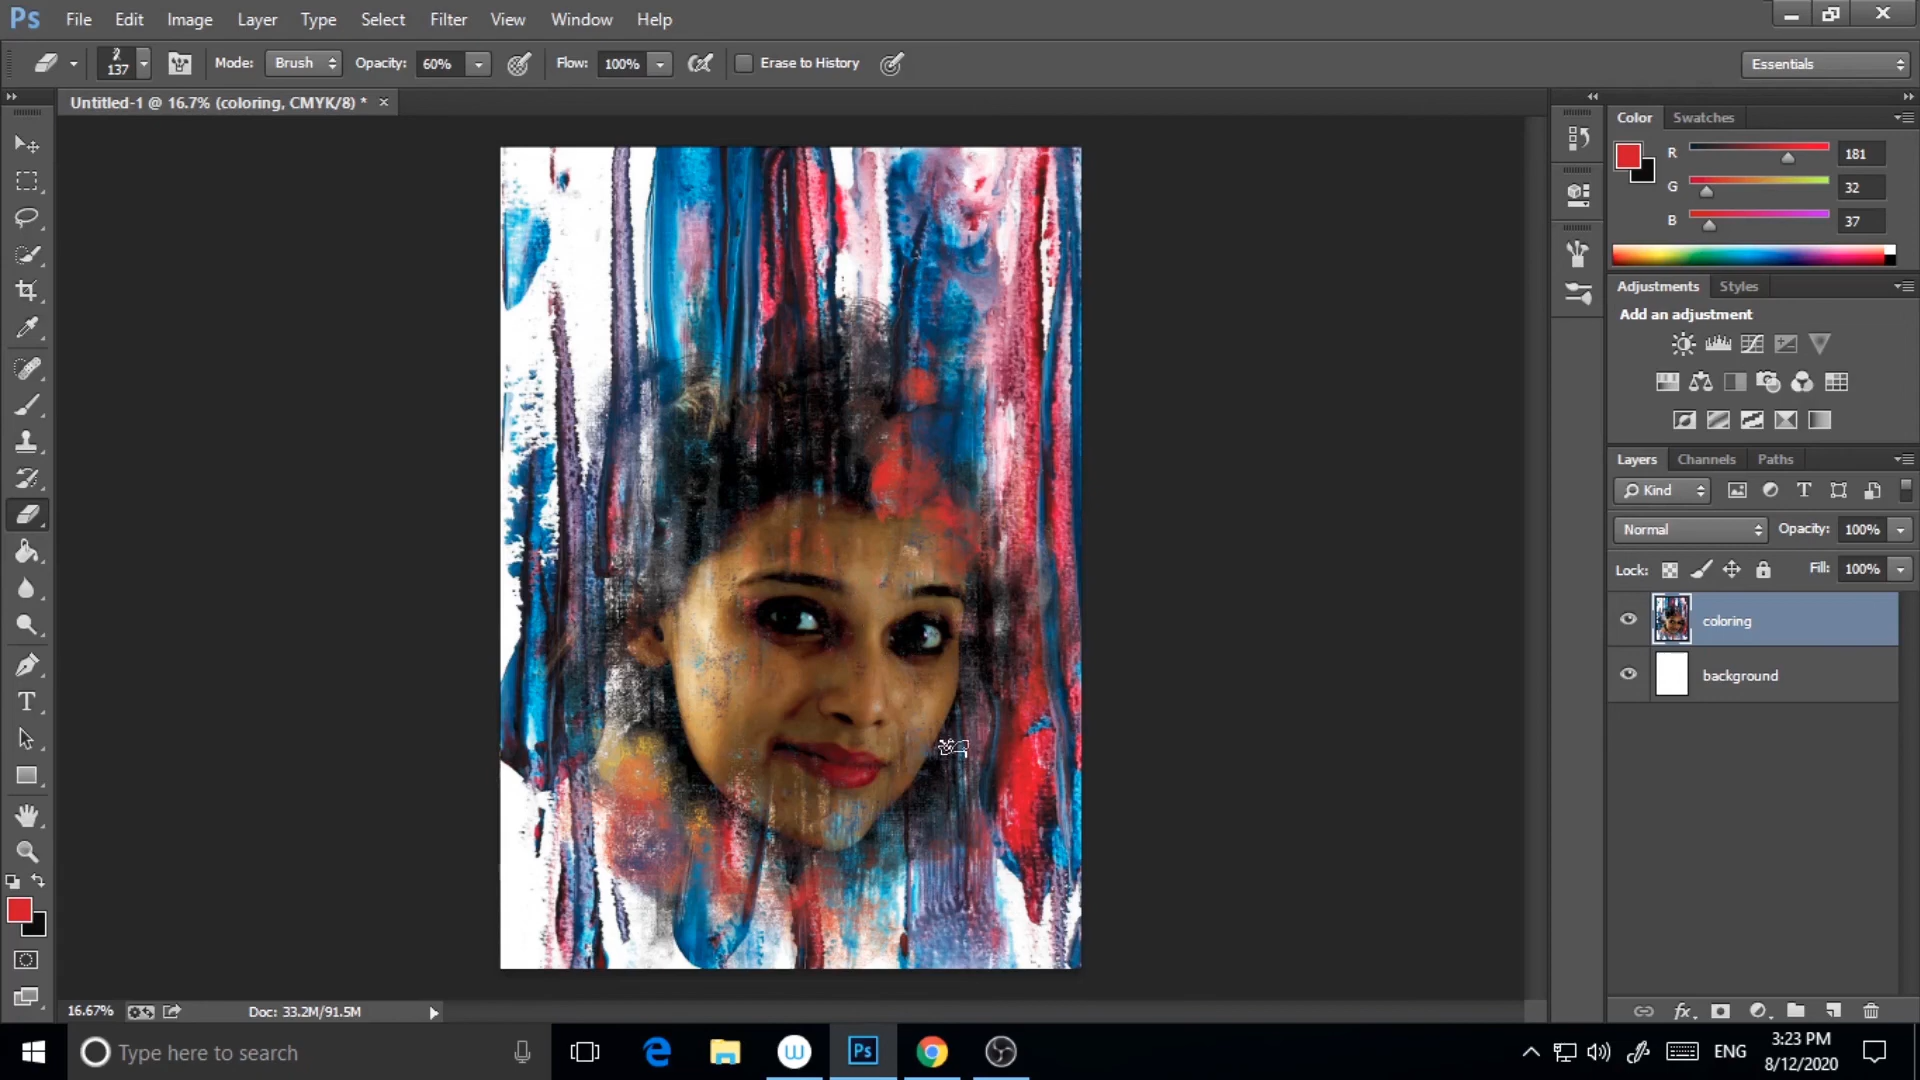 Ps File Edit Image Layer Type Select Filter View Window Help
137 Mode: Brush Opacity: 60% Flow: 100% Erase to History Essentials
Untitled-1 @ 16.7% (coloring, CMYK/8) * ×
Color Swatches
R 181
G 32
B 37
Adjustments Styles
Add an adjustment
Layers Channels Paths
Kind
Normal Opacity: 100%
Lock: Fill: 100%
coloring
background
16.67% Doc: 33.2M/91.5M
fx
Type here to search
Ps
ENG
3:23 PM
8/12/2020